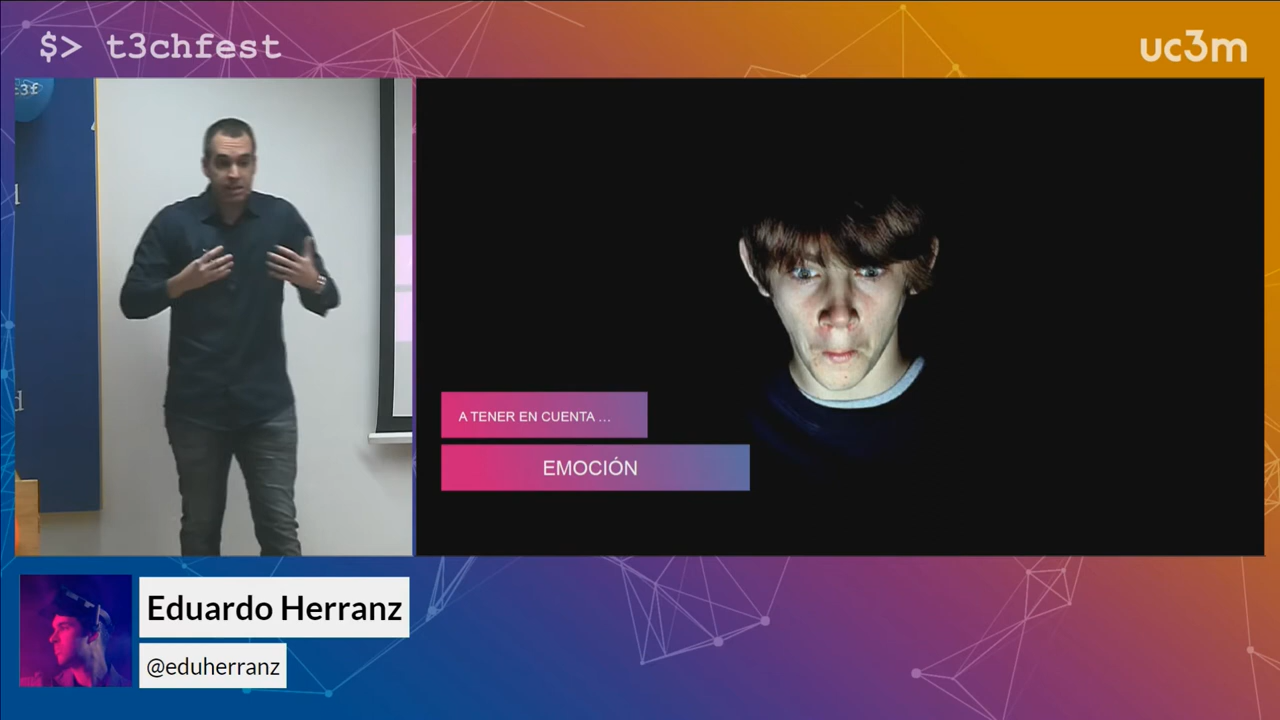 $> t3chfest
uc3m
A TENER EN CUENTA ...
EMOCIÓN
Eduardo Herranz
@eduherranz